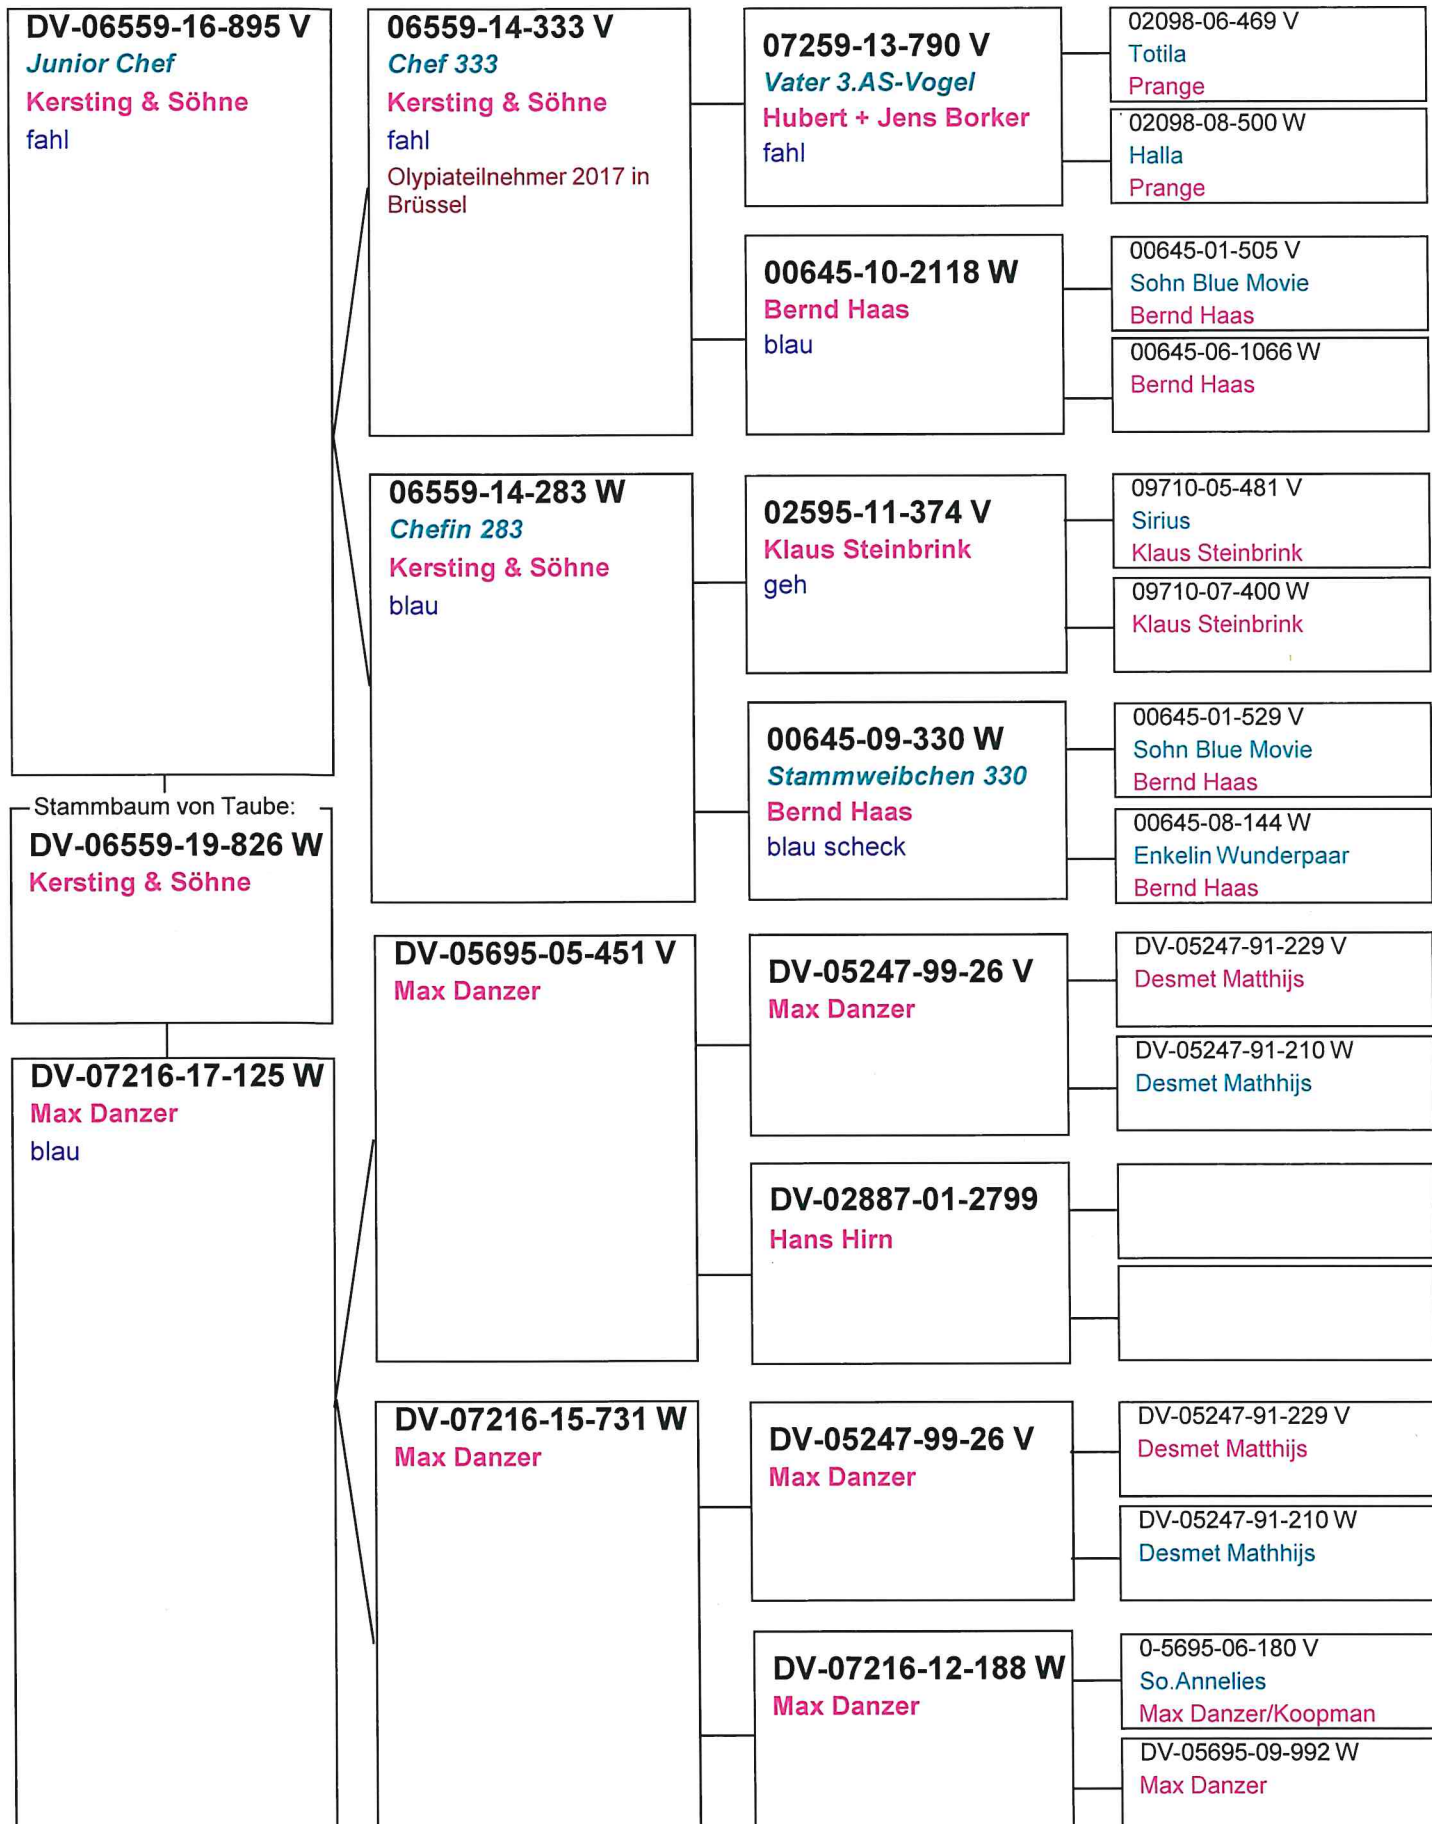 DV-06559-16-895 V
Junior Chef
Kersting & Söhne
fahl
Stammbaum von Taube:
DV-06559-19-826 W
Kersting & Söhne
DV-07216-17-125 W
Max Danzer
blau
06559-14-333 V
Chef 333
Kersting & Söhne
fahl
Olypiateilnehmer 2017 in
Brüssel
06559-14-283 W
Chefin 283
Kersting & Söhne
blau
DV-05695-05-451 V
Max Danzer
DV-07216-15-731 W
Max Danzer
07259-13-790 V
Vater 3.AS-Vogel
Hubert + Jens Borker
fahl
00645-10-2118 W
Bernd Haas
blau
02595-11-374 V
Klaus Steinbrink
geh
00645-09-330 W
Stammweibchen 330
Bernd Haas
blau scheck
DV-05247-99-26 V
Max Danzer
DV-02887-01-2799
Hans Hirn
DV-05247-99-26 V
Max Danzer
DV-07216-12-188 W
Max Danzer
02098-06-469 V
Totila
Prange
02098-08-500 W
Halla
Prange
00645-01-505 V
Sohn Blue Movie
Bernd Haas
00645-06-1066 W
Bernd Haas
09710-05-481 V
Sirius
Klaus Steinbrink
09710-07-400 W
Klaus Steinbrink
00645-01-529 V
Sohn Blue Movie
Bernd Haas
00645-08-144 W
Enkelin Wunderpaar
Bernd Haas
DV-05247-91-229 V
Desmet Matthijs
DV-05247-91-210 W
Desmet Mathhijs
DV-05247-91-229 V
Desmet Matthijs
DV-05247-91-210 W
Desmet Mathhijs
0-5695-06-180 V
So.Annelies
Max Danzer/Koopman
DV-05695-09-992 W
Max Danzer